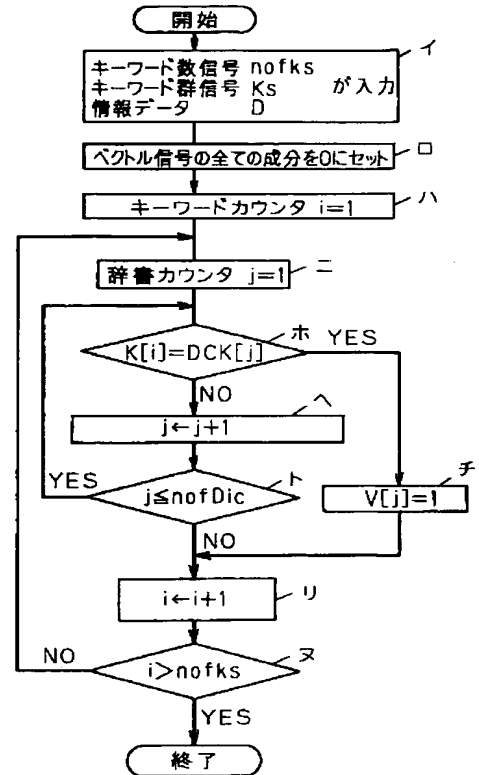 開始
イ
キーワード数信号 nofks
キーワード群信号 Ks が入力
情報データ D
ロ
ベクトル信号の全ての成分を0にセット
ハ
キーワードカウンタ i=1
ニ
辞書カウンタ j=1
ホ
K[i]=DCK[j]
YES
NO
ヘ
j←j+1
YES
ト
j≦nofDic
チ
V[j]=1
NO
リ
i←i+1
NO
ヌ
i>nofks
YES
終了